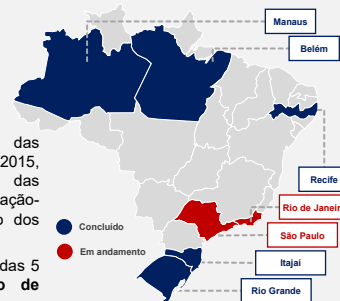 Manaus
Belém
das
2015,
das
ação-
dos
das 5
de
Recife
Rio de Janeir
São Paulo
Itajaí
Rio Grande
Concluído
Em andamento